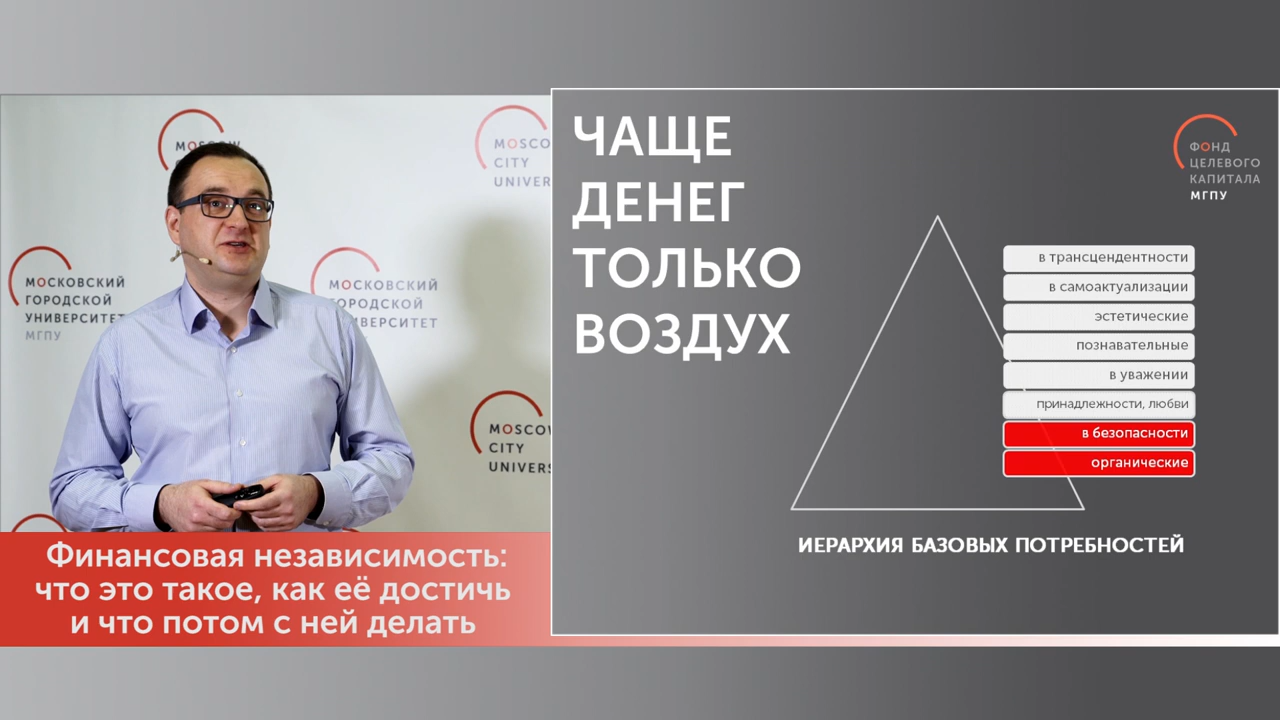 MOSCOW
MOSCO
CITY
UNIVER
МОСКОВСКИЙ
ГОРОДСКОЙ
УНИВЕРСИТЕТ
МГПУ
МОСКОВСКИЙ
ГОРОДСКОЙ
УНИВЕРСИТЕТ
MOSCOW
CITY
UNIVERS
Финансовая независимость:
что это такое, как её достичь
и что потом с ней делать
ЧАЩЕ
ДЕНЕГ
ТОЛЬКО
ВОЗДУХ
ФОНД
ЦЕЛЕВОГО
КАПИТАЛА
МГПУ
в трансцендентности
в самоактуализации
эстетические
познавательные
в уважении
принадлежности, любви
в безопасности
органические
ИЕРАРХИЯ БАЗОВЫХ ПОТРЕБНОСТЕЙ